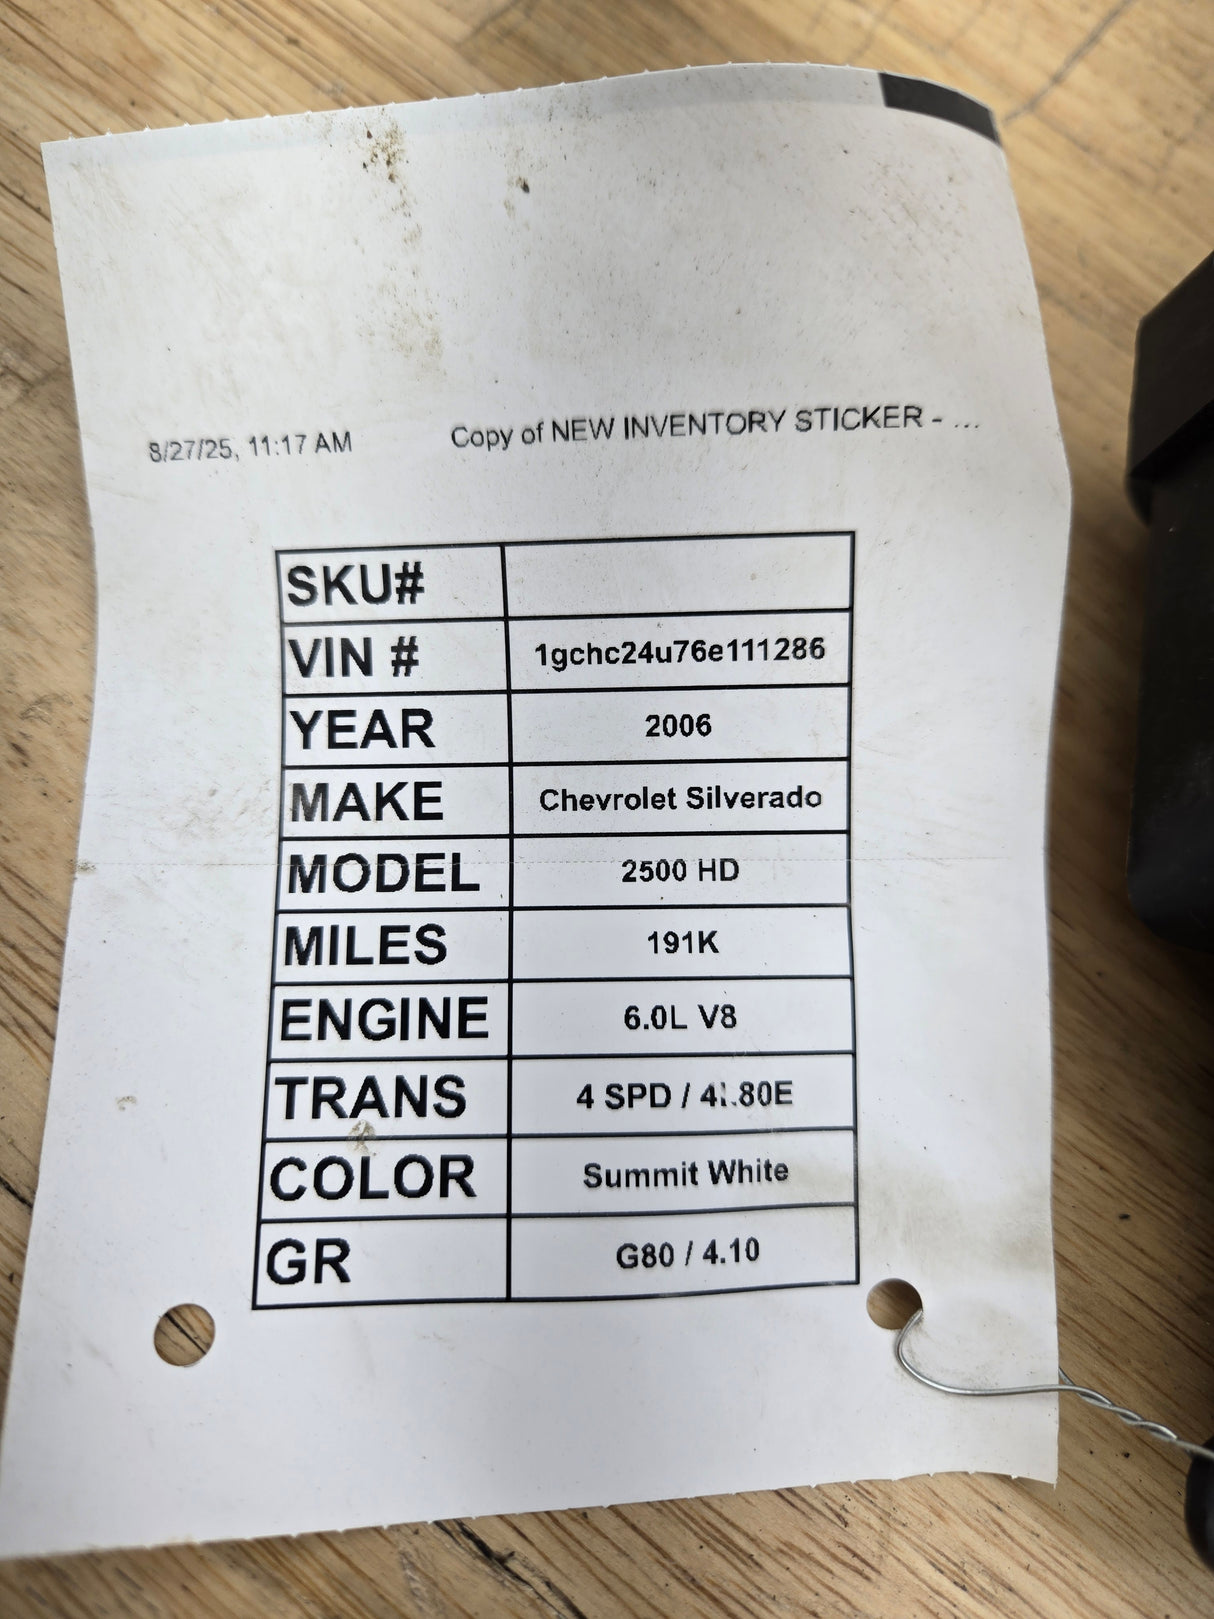 8/27/25, 11:17 AM Copy of NEW INVENTORY STICKER - ...
SKU#
VIN # 1gchc24u76e111286
YEAR 2006
MAKE Chevrolet Silverado
MODEL 2500 HD
MILES 191K
ENGINE 6.0L V8
TRANS 4 SPD / 4L80E
COLOR Summit White
GR G80 / 4.10